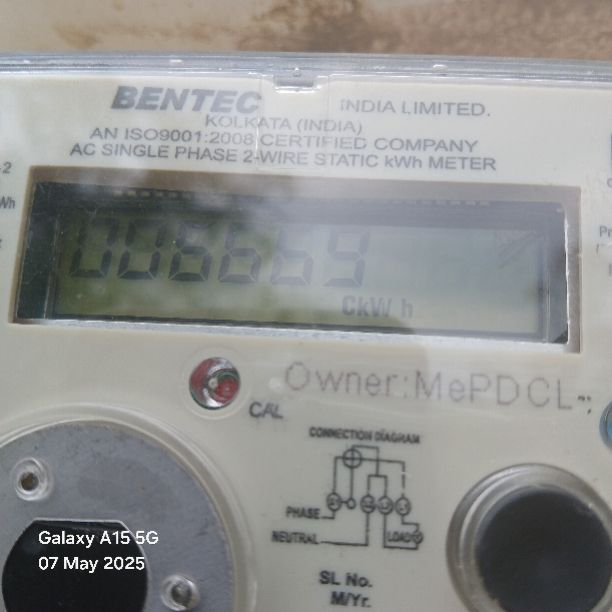 BENTEC INDIA LIMITED.
KOLKATA (INDIA)
AN ISO9001:2008 CERTIFIED COMPANY
AC SINGLE PHASE 2-WIRE STATIC kWh METER
006669
CkWh
Owner:MePDCL
CAL
CONNECTION DIAGRAM
PHASE
NEUTRAL
LOAD
SL No.
M/Yr.
Galaxy A15 5G
07 May 2025